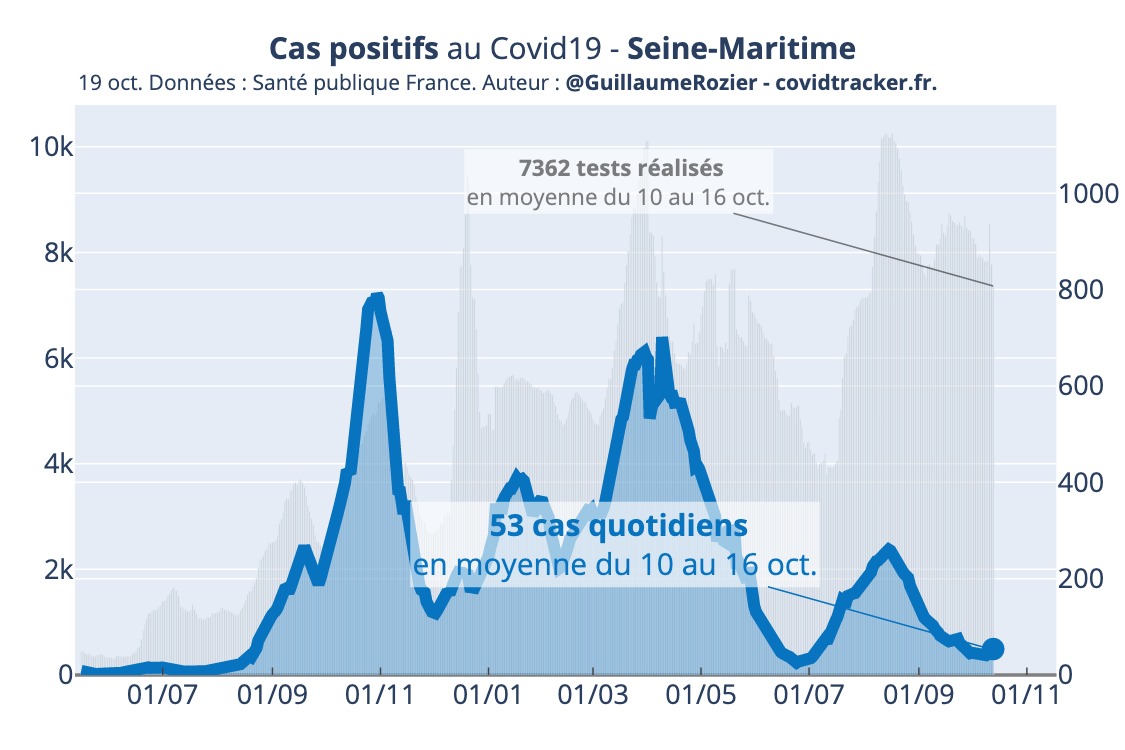 Cas positifs au Covid19 - Seine-Maritime
19 oct. Données : Santé publique France. Auteur : @GuillaumeRozier - covidtracker.fr.
10k
8k
6k
4k
2k
0
1000
800
600
400
200
0
7362 tests réalisés
en moyenne du 10 au 16 oct.
53 cas quotidiens
en moyenne du 10 au 16 oct.
01/07 01/09 01/11 01/01 01/03 01/05 01/07 01/09 01/11